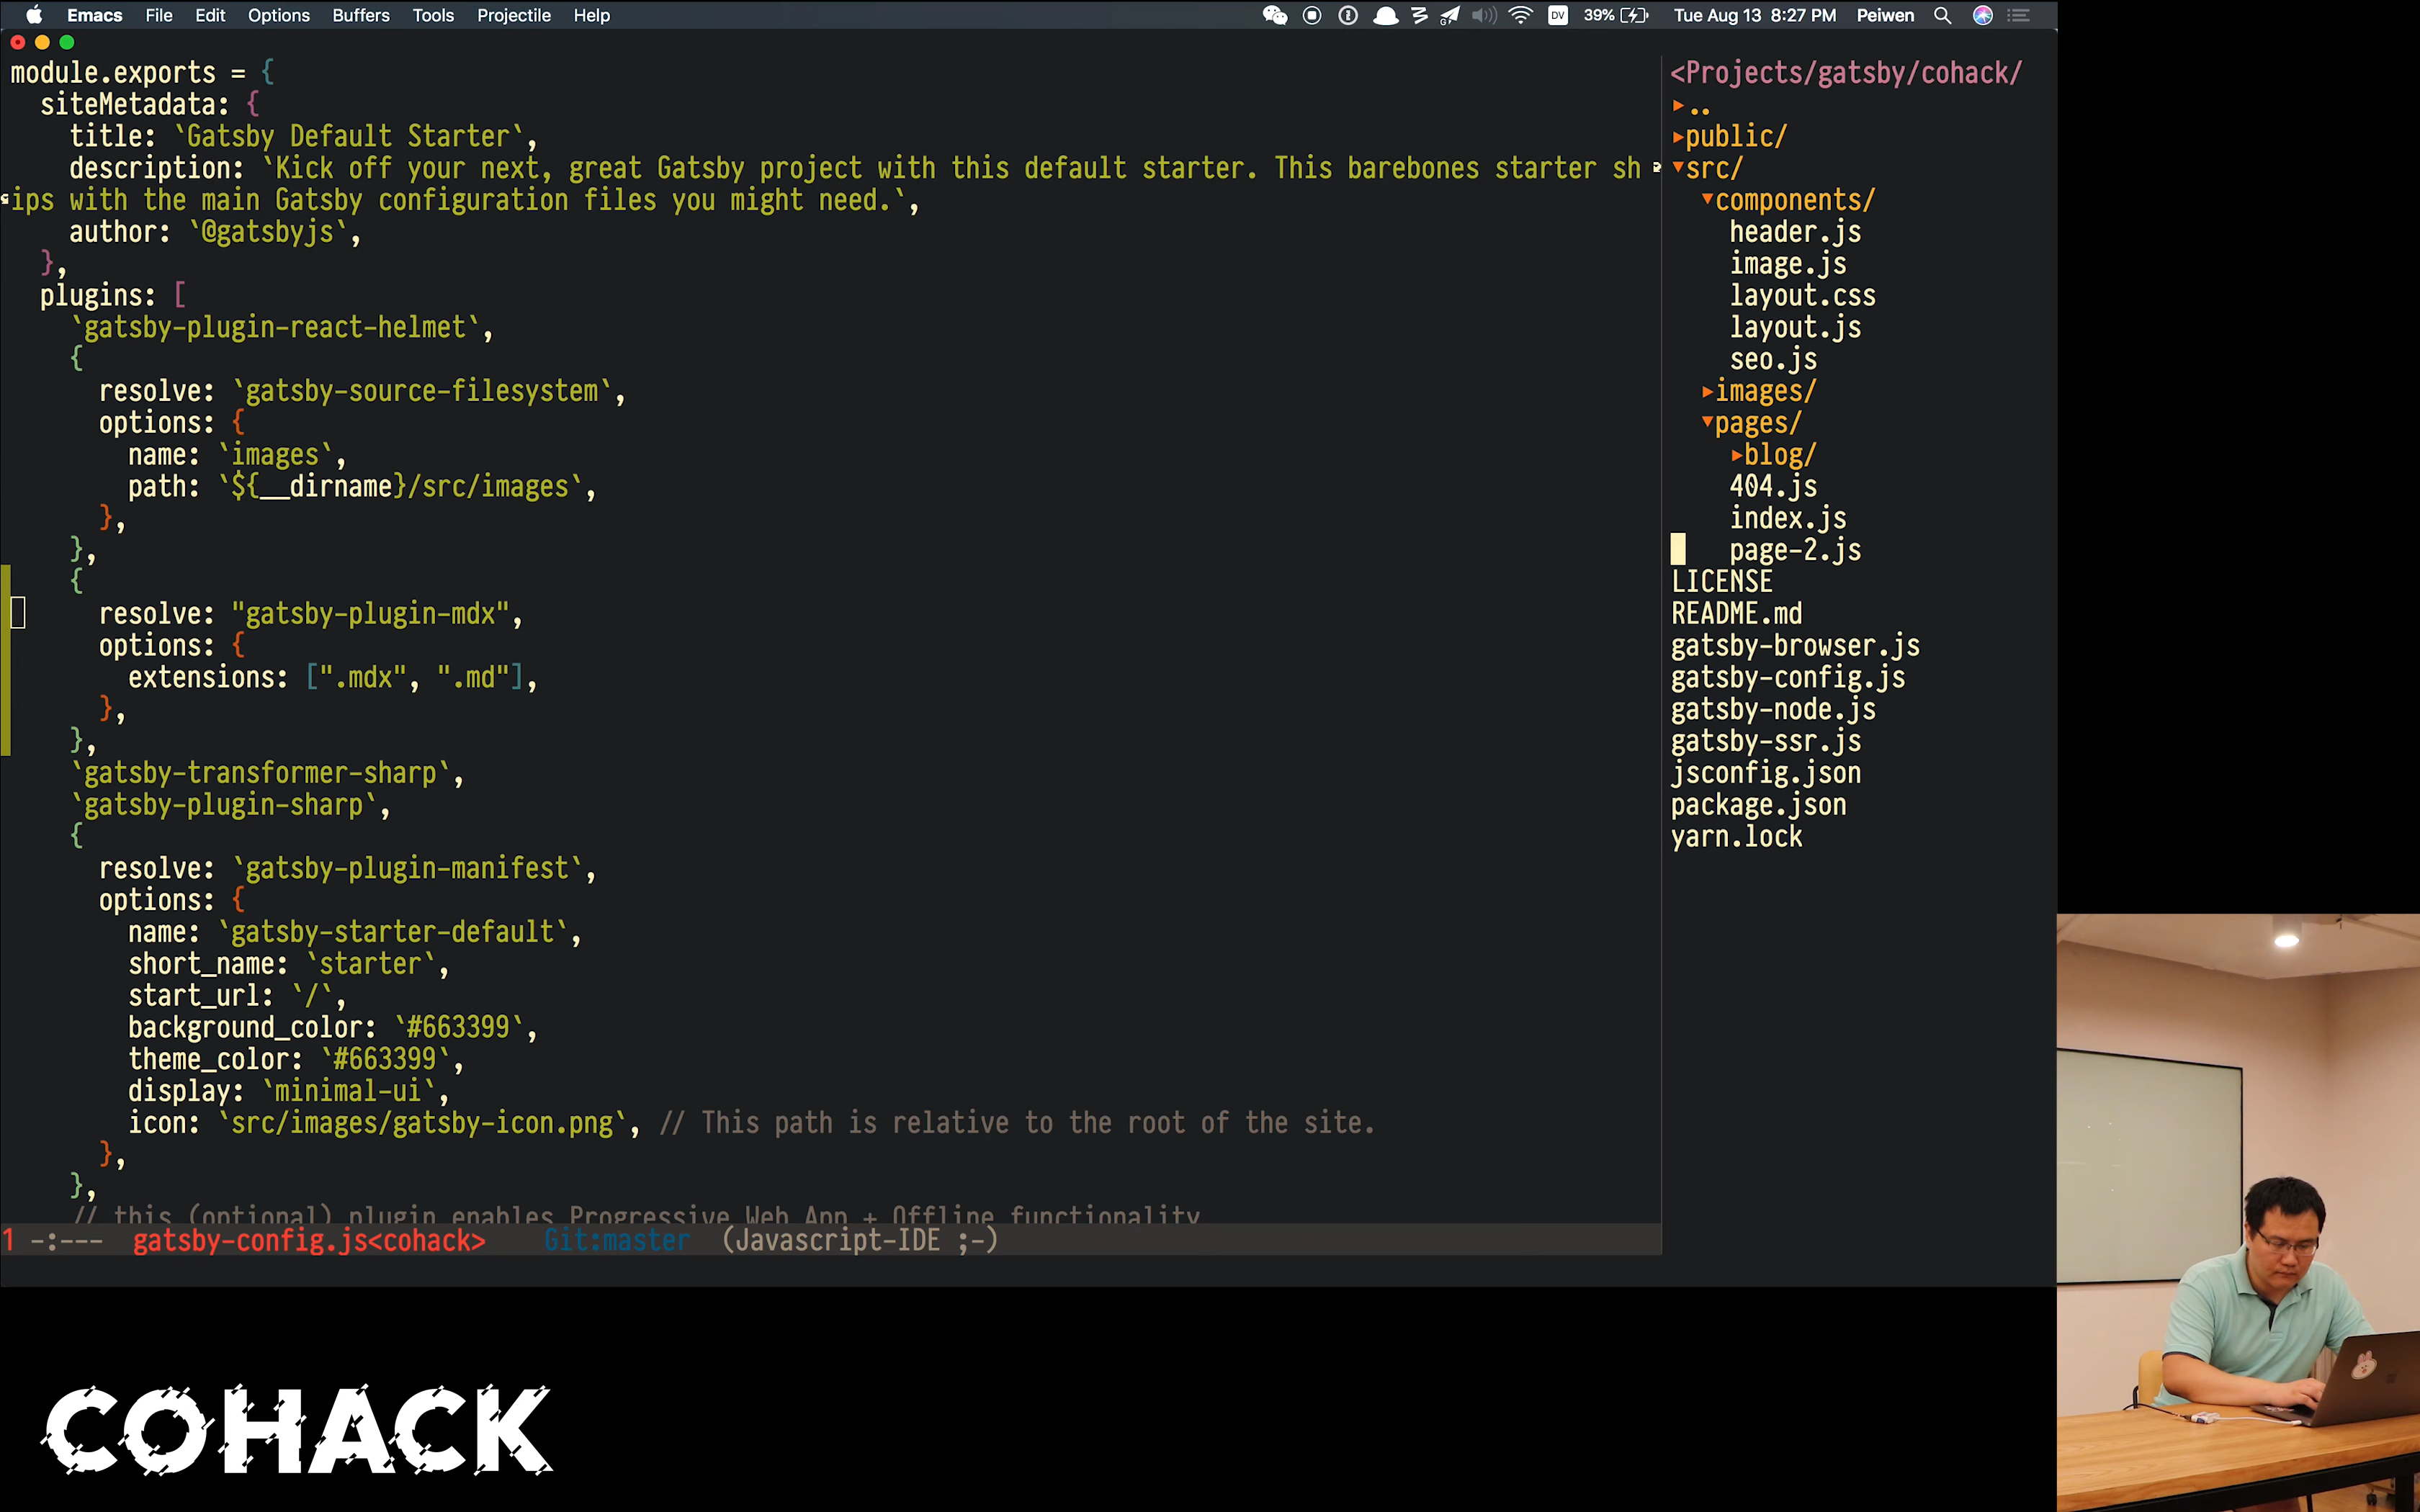 Emacs File Edit Options Buffers Tools Projectile Help
DV 39% Tue Aug 13 8:27 PM Peiwen
module.exports = {
siteMetadata: {
title: `Gatsby Default Starter`,
description: `Kick off your next, great Gatsby project with this default starter. This barebones starter sh
ips with the main Gatsby configuration files you might need.`,
author: `@gatsbyjs`,
},
plugins: [
`gatsby-plugin-react-helmet`,
{
resolve: `gatsby-source-filesystem`,
options: {
name: `images`,
path: `${__dirname}/src/images`,
},
},
{
resolve: "gatsby-plugin-mdx",
options: {
extensions: [".mdx", ".md"],
},
},
`gatsby-transformer-sharp`,
`gatsby-plugin-sharp`,
{
resolve: `gatsby-plugin-manifest`,
options: {
name: `gatsby-starter-default`,
short_name: `starter`,
start_url: `/`,
background_color: `#663399`,
theme_color: `#663399`,
display: `minimal-ui`,
icon: `src/images/gatsby-icon.png`, // This path is relative to the root of the site.
},
},
// this (optional) plugin enables Progressive Web App + Offline functionality
1 -:--- gatsby-config.js<cohack> Git:master (Javascript-IDE ;-)
<Projects/gatsby/cohack/
▸..
▸public/
▾src/
▾components/
header.js
image.js
layout.css
layout.js
seo.js
▸images/
▾pages/
▸blog/
404.js
index.js
page-2.js
LICENSE
README.md
gatsby-browser.js
gatsby-config.js
gatsby-node.js
gatsby-ssr.js
jsconfig.json
package.json
yarn.lock
COHACK